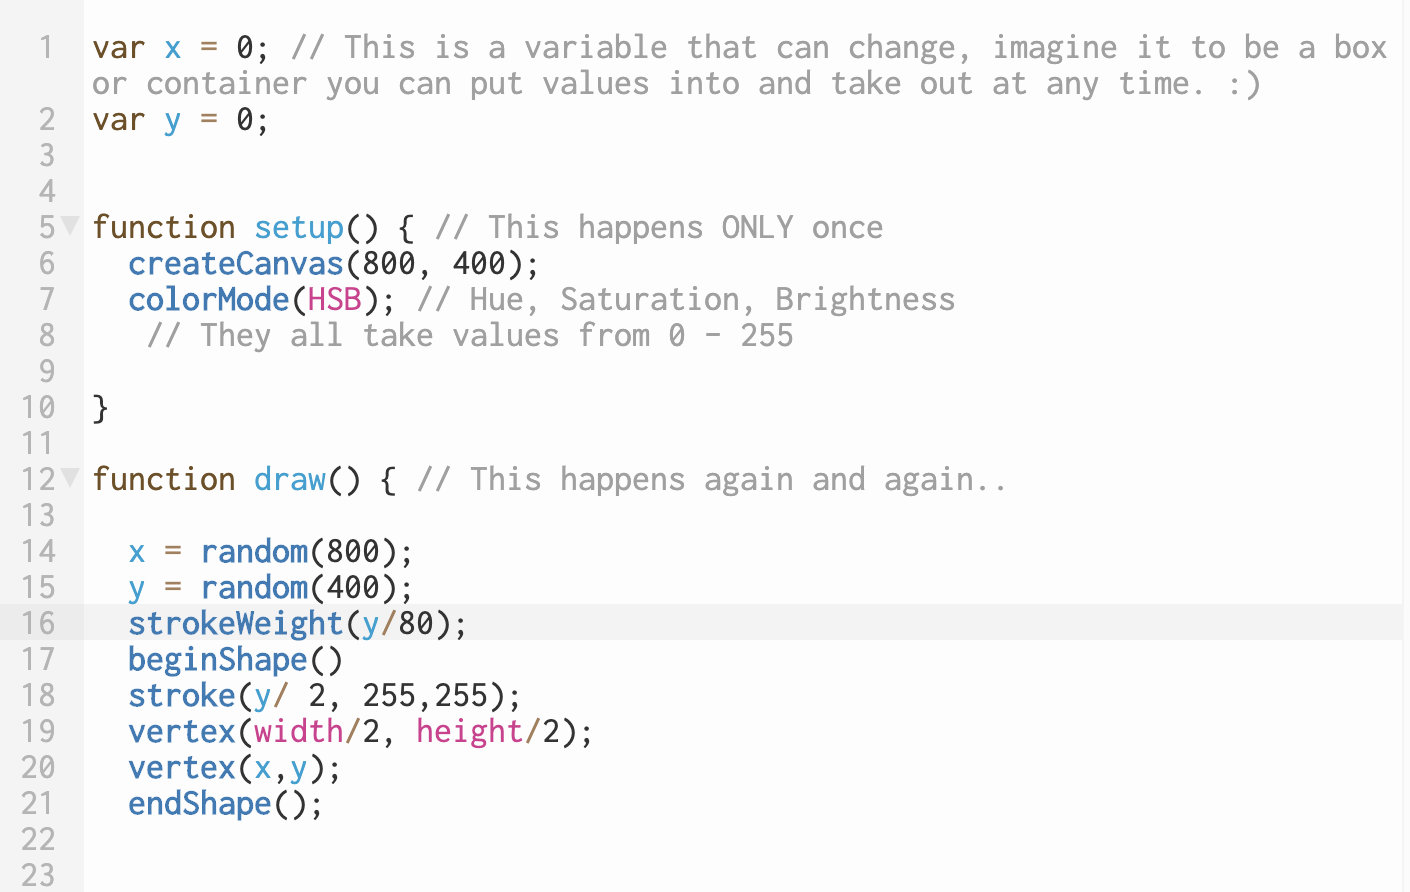 1 var x = 0; // This is a variable that can change, imagine it to be a box
or container you can put values into and take out at any time. :)
2 var y = 0;
3
4
5 function setup() { // This happens ONLY once
6 createCanvas(800, 400);
7 colorMode(HSB); // Hue, Saturation, Brightness
8 // They all take values from 0 - 255
9
10 }
11
12 function draw() { // This happens again and again..
13
14 x = random(800);
15 y = random(400);
16 strokeWeight(y/80);
17 beginShape()
18 stroke(y/ 2, 255,255);
19 vertex(width/2, height/2);
20 vertex(x,y);
21 endShape();
22
23